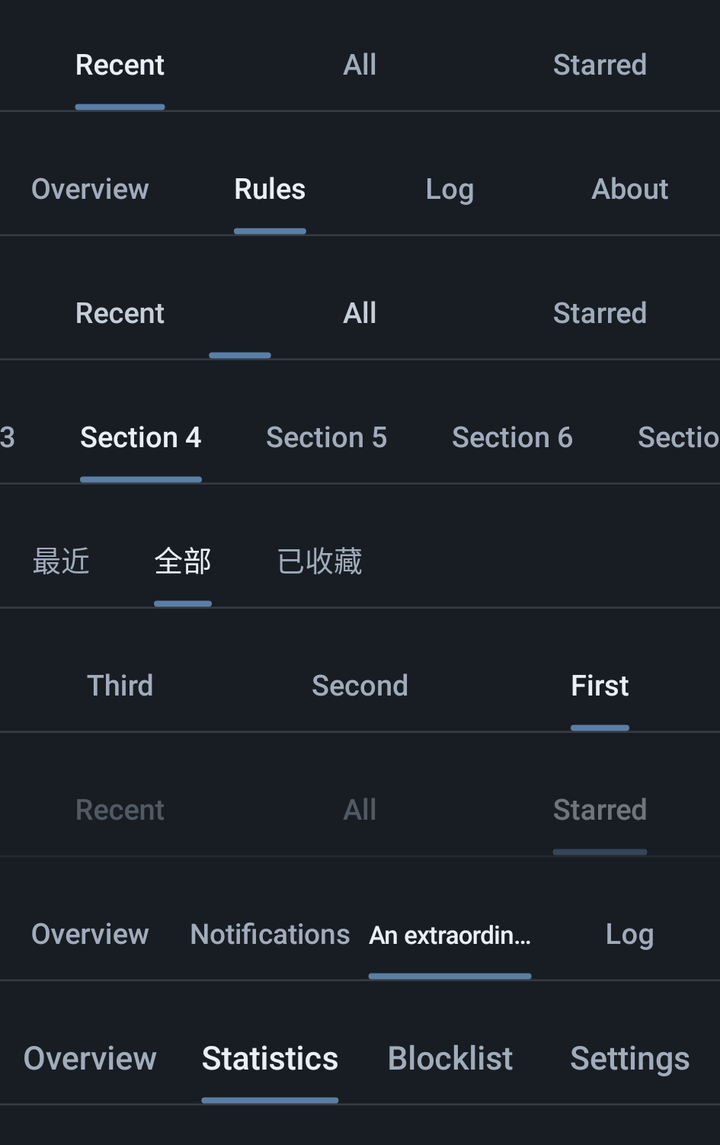 Recent All Starred
Overview Rules Log About
Recent All Starred
3 Section 4 Section 5 Section 6 Sectio
最近 全部 已收藏
Third Second First
Recent All Starred
Overview Notifications An extraordin... Log
Overview Statistics Blocklist Settings